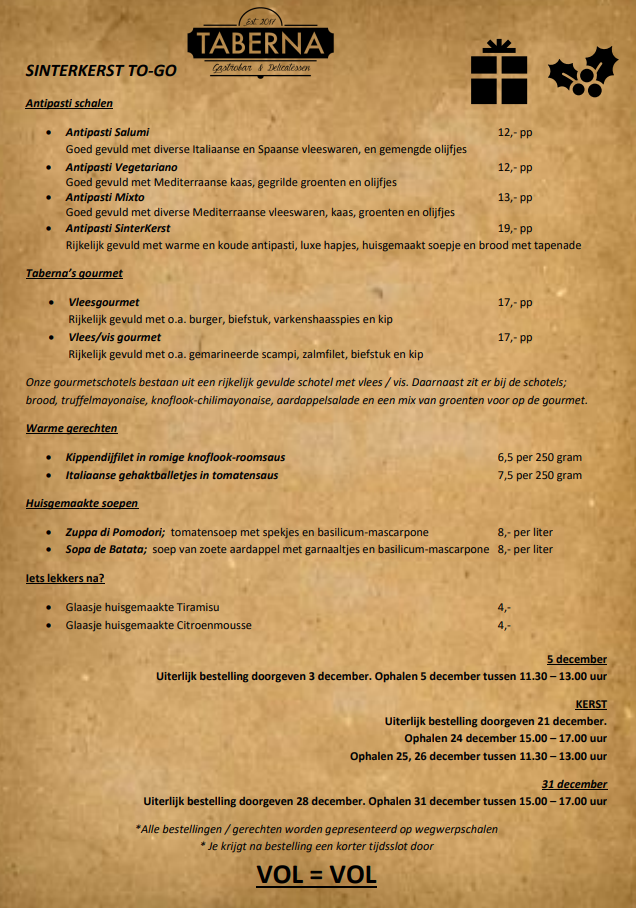 Est. 2017
TABERNA
Gastrobar & Delicatessen
SINTERKERST TO-GO
Antipasti schalen
• Antipasti Salumi 12,- pp
Goed gevuld met diverse Italiaanse en Spaanse vleeswaren, en gemengde olijfjes
• Antipasti Vegetariano 12,- pp
Goed gevuld met Mediterraanse kaas, gegrilde groenten en olijfjes
• Antipasti Mixto 13,- pp
Goed gevuld met diverse Mediterraanse vleeswaren, kaas, groenten en olijfjes
• Antipasti SinterKerst 19,- pp
Rijkelijk gevuld met warme en koude antipasti, luxe hapjes, huisgemaakt soepje en brood met tapenade
Taberna's gourmet
• Vleesgourmet 17,- pp
Rijkelijk gevuld met o.a. burger, biefstuk, varkenshaasspies en kip
• Vlees/vis gourmet 17,- pp
Rijkelijk gevuld met o.a. gemarineerde scampi, zalmfilet, biefstuk en kip
Onze gourmetschotels bestaan uit een rijkelijk gevulde schotel met vlees / vis. Daarnaast zit er bij de schotels;
brood, truffelmayonaise, knoflook-chilimayonaise, aardappelsalade en een mix van groenten voor op de gourmet.
Warme gerechten
• Kippendijfilet in romige knoflook-roomsaus 6,5 per 250 gram
• Italiaanse gehaktballetjes in tomatensaus 7,5 per 250 gram
Huisgemaakte soepen
• Zuppa di Pomodori; tomatensoep met spekjes en basilicum-mascarpone 8,- per liter
• Sopa de Batata; soep van zoete aardappel met garnaaltjes en basilicum-mascarpone 8,- per liter
Iets lekkers na?
• Glaasje huisgemaakte Tiramisu 4,-
• Glaasje huisgemaakte Citroenmousse 4,-
5 december
Uiterlijk bestelling doorgeven 3 december. Ophalen 5 december tussen 11.30 – 13.00 uur
KERST
Uiterlijk bestelling doorgeven 21 december.
Ophalen 24 december 15.00 – 17.00 uur
Ophalen 25, 26 december tussen 11.30 – 13.00 uur
31 december
Uiterlijk bestelling doorgeven 28 december. Ophalen 31 december tussen 15.00 – 17.00 uur
*Alle bestellingen / gerechten worden gepresenteerd op wegwerpschalen
* Je krijgt na bestelling een korter tijdsslot door
VOL = VOL